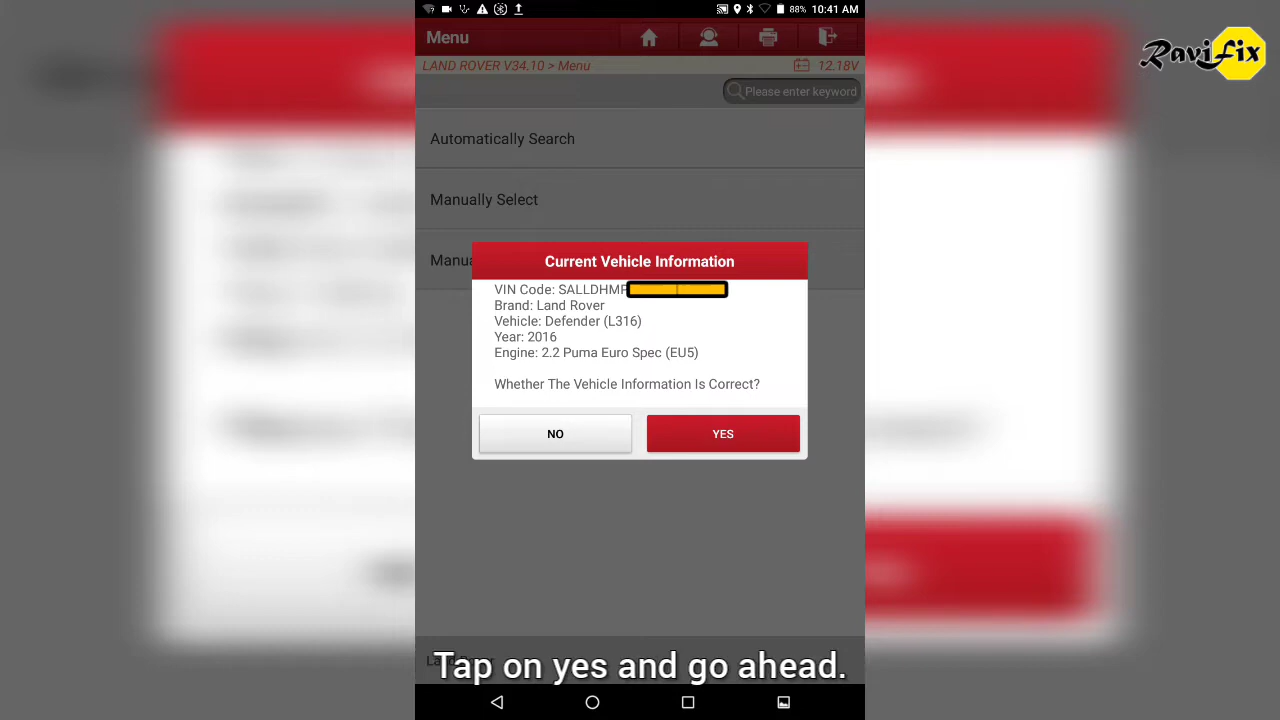 88% 10:41 AM
RaviFix
Menu
LAND ROVER V34.10 > Menu
12.18V
Please enter keyword
Automatically Search
Manually Select
Current Vehicle Information
VIN Code: SALLDHMF
Brand: Land Rover
Vehicle: Defender (L316)
Year: 2016
Engine: 2.2 Puma Euro Spec (EU5)
Whether The Vehicle Information Is Correct?
NO
YES
Tap on yes and go ahead.